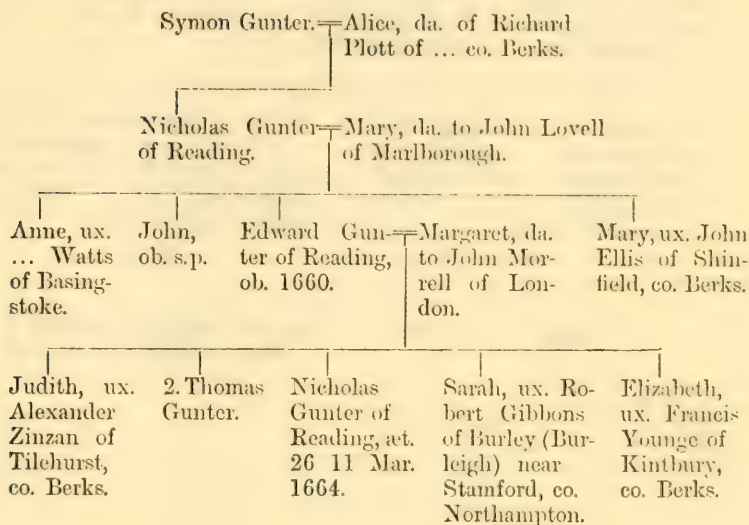 Symon Gunter.
Alice, da. of Richard
Plott of ... co. Berks.
Nicholas Gunter
of Reading.
Mary, da. to John Lovell
of Marlborough.
Anne, ux.
... Watts
of Basing-
stoke.
John,
ob. s.p.
Edward Gun-
ter of Reading,
ob. 1660.
Margaret, da.
to John Mor-
rell of Lon-
don.
Mary, ux. John
Ellis of Shin-
field, co. Berks.
Judith, ux.
Alexander
Zinzan of
Tilehurst,
co. Berks.
2. Thomas
Gunter.
Nicholas
Gunter of
Reading, æt.
26 11 Mar.
1664.
Sarah, ux. Ro-
bert Gibbons
of Burley (Bur-
leigh) near
Stamford, co.
Northampton.
Elizabeth,
ux. Francis
Younge of
Kintbury,
co. Berks.